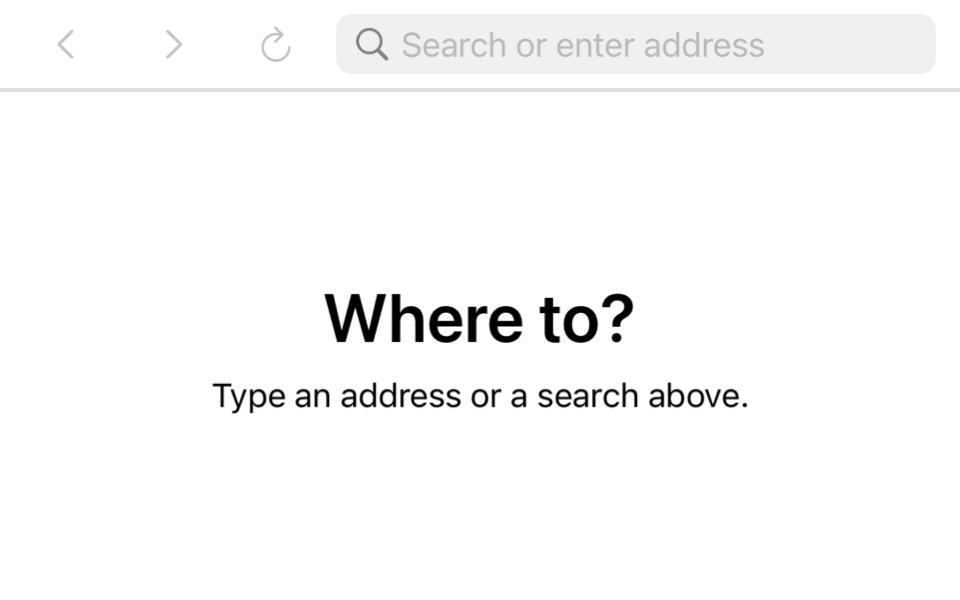 Search or enter address
Where to?
Type an address or a search above.